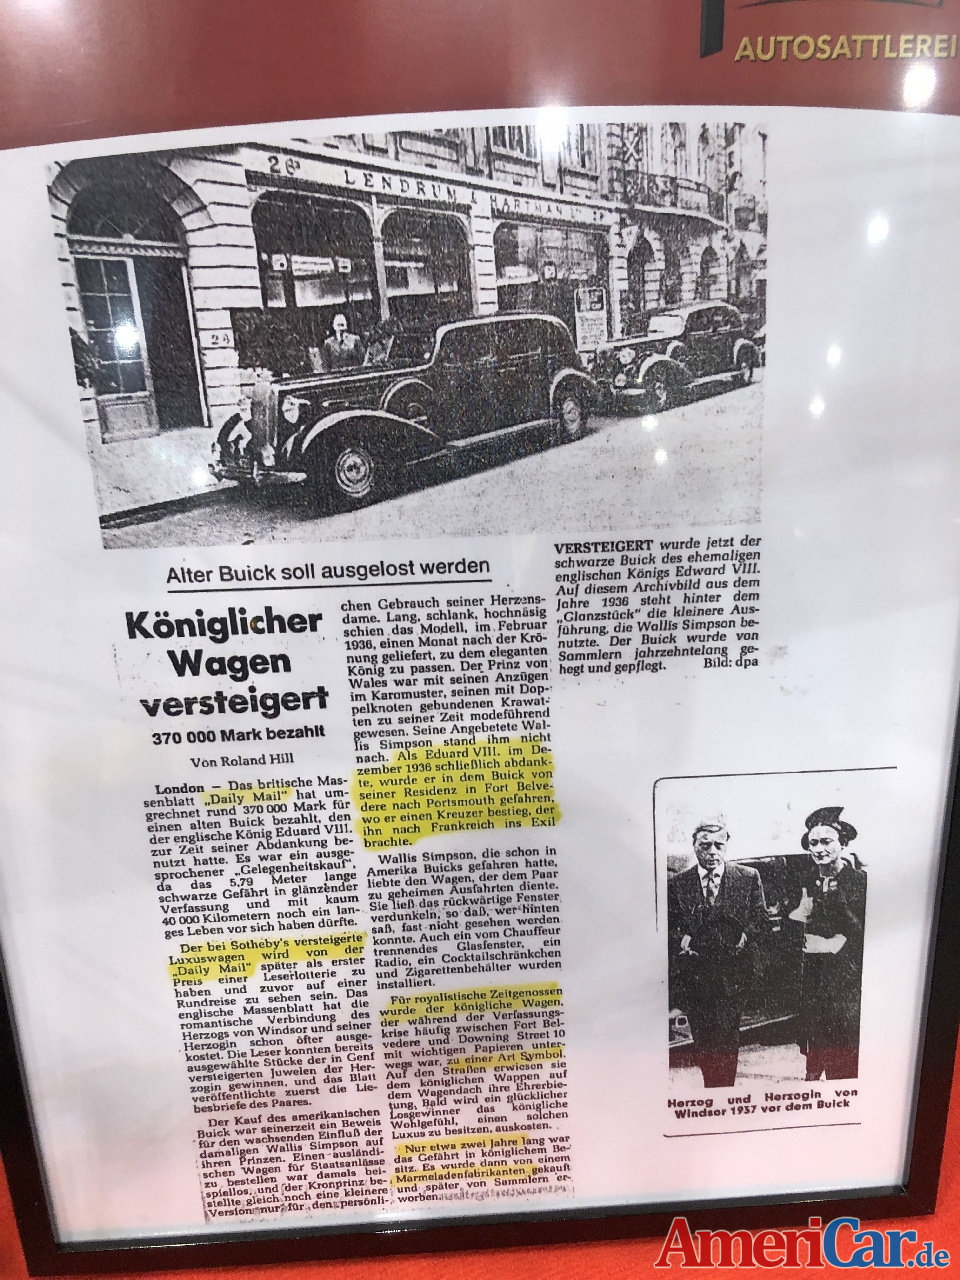 AUTOSATTLEREI
26
LENDRUM & HARTMAN LTD
24
Alter Buick soll ausgelost werden
Königlicher
Wagen
versteigert
370 000 Mark bezahlt
Von Roland Hill
London – Das britische Mas-
senblatt „Daily Mail" hat um-
gerechnet rund 370 000 Mark für
einen alten Buick bezahlt, den
der englische König Eduard VIII.
zur Zeit seiner Abdankung be-
nutzt hatte. Es war ein ausge-
sprochener „Gelegenheitskauf",
da das 5,79 Meter lange
schwarze Gefährt in glänzender
Verfassung und mit kaum
40 000 Kilometern noch ein lan-
ges Leben vor sich haben dürfte.
Der bei Sotheby's versteigerte
Luxuswagen wird von der
„Daily Mail" später als erster
Preis einer Leserlotterie zu
haben und zuvor auf einer
Rundreise zu sehen sein. Das
englische Massenblatt hat die
romantische Verbindung des
Herzogs von Windsor und seiner
Herzogin schon öfter ausge-
kostet. Die Leser konnten bereits
ausgewählte Stücke der in Genf
versteigerten Juwelen der Her-
zogin gewinnen, und das Blatt
veröffentlichte zuerst die Lie-
besbriefe des Paares.
Der Kauf des amerikanischen
Buick war seinerzeit ein Beweis
für den wachsenden Einfluß der
damaligen Wallis Simpson auf
ihren Prinzen. Einen ausländi-
schen Wagen für Staatsanlässe
zu bestellen war damals bei-
spiellos, und der Kronprinz be-
stellte gleich noch eine kleinere
Version nur für den persönli-
chen Gebrauch seiner Herzens-
dame. Lang, schlank, hochnäsig
schien das Modell, im Februar
1936, einen Monat nach der Krö-
nung geliefert, zu dem eleganten
König zu passen. Der Prinz von
Wales war mit seinen Anzügen
im Karomuster, seinen mit Dop-
pelknoten gebundenen Krawat-
ten zu seiner Zeit modeführend
gewesen. Seine Angebetete Wal-
lis Simpson stand ihm nicht
nach. Als Eduard VIII. im De-
zember 1936 schließlich abdank-
te, wurde er in dem Buick von
seiner Residenz in Fort Belve-
dere nach Portsmouth gefahren,
wo er einen Kreuzer bestieg, der
ihn nach Frankreich ins Exil
brachte.
Wallis Simpson, die schon in
Amerika Buicks gefahren hatte,
liebte den Wagen, der dem Paar
zu geheimen Ausfahrten diente.
Sie ließ das rückwärtige Fenster
verdunkeln, so daß, wer hinten
saß, fast nicht gesehen werden
konnte. Auch ein vom Chauffeur
trennendes Glasfenster, ein
Radio, ein Cocktailschränkchen
und Zigarettenbehälter wurden
installiert.
Für royalistische Zeitgenossen
wurde der königliche Wagen,
der während der Verfassungs-
krise häufig zwischen Fort Bel-
vedere und Downing Street 10
mit wichtigen Papieren unter-
wegs war, zu einer Art Symbol.
Auf den Straßen erwiesen sie
dem königlichen Wappen auf
dem Wagendach ihre Ehrerbie-
tung. Bald wird ein glücklicher
Losgewinner das königliche
Wohlgefühl, einen solchen
Luxus zu besitzen, auskosten.
Nur etwa zwei Jahre lang war
das Gefährt in königlichem Be-
sitz. Es wurde dann von einem
Marmeladenfabrikanten gekauft
und später von Sammlern er-
worben.
VERSTEIGERT wurde jetzt der
schwarze Buick des ehemaligen
englischen Königs Edward VIII.
Auf diesem Archivbild aus dem
Jahre 1936 steht hinter dem
„Glanzstück" die kleinere Aus-
führung, die Wallis Simpson be-
nutzte. Der Buick wurde von
Sammlern jahrzehntelang ge-
hegt und gepflegt. Bild: dpa
Herzog und Herzogin von
Windsor 1937 vor dem Buick
AmeriCar.de